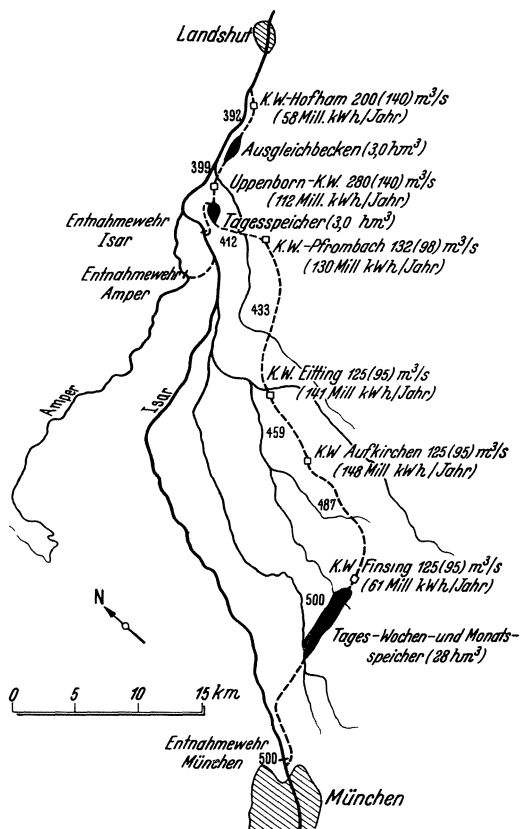 Landshut
K.W.-Hofham 200(140) m³/s
(58 Mill. kWh/Jahr)
392
Ausgleichbecken (3,0 hm³)
399
Uppenborn-K.W. 280(140) m³/s
(112 Mill. kWh/Jahr)
Entnahmewehr
Isar
Tagesspeicher (3,0 hm³)
412
K.W.-Pfrombach 132(98) m³/s
(130 Mill kWh/Jahr)
Entnahmewehr
Amper
433
Amper
Isar
K.W. Eitting 125(95) m³/s
(141 Mill kWh/Jahr)
459
K.W Aufkirchen 125(95) m³/s
(148 Mill kWh/Jahr)
487
K.W. Finsing 125(95) m³/s
(61 Mill kWh/Jahr)
500
N
Tages-Wochen-und Monats-
speicher (28 hm³)
0 5 10 15 km
Entnahmewehr
München
500
München